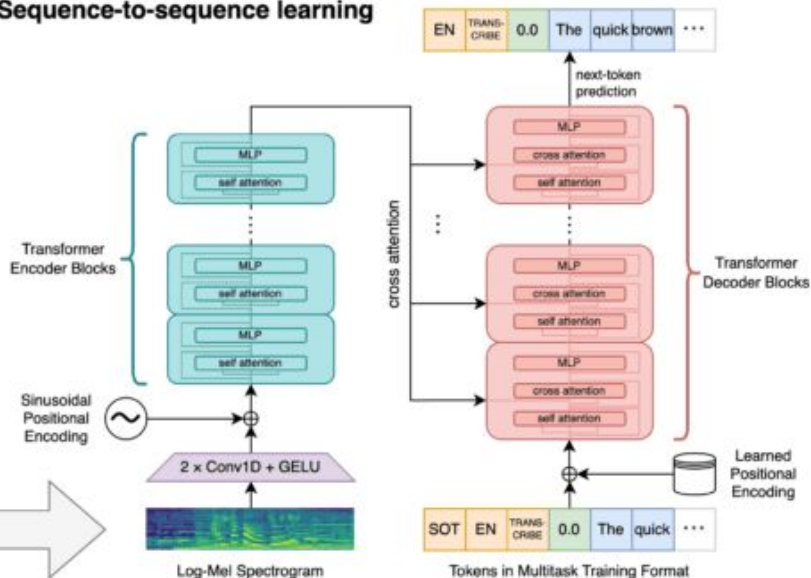 Sequence-to-sequence learning
EN TRANS-CRIBE 0.0 The quick brown ...
next-token
prediction
MLP
self attention
MLP
self attention
MLP
self attention
Transformer
Encoder Blocks
cross attention
MLP
cross attention
self attention
MLP
cross attention
self attention
MLP
cross attention
self attention
Transformer
Decoder Blocks
Sinusoidal
Positional
Encoding
2 x Conv1D + GELU
Learned
Positional
Encoding
SOT EN TRANS-CRIBE 0.0 The quick ...
Log-Mel Spectrogram
Tokens in Multitask Training Format